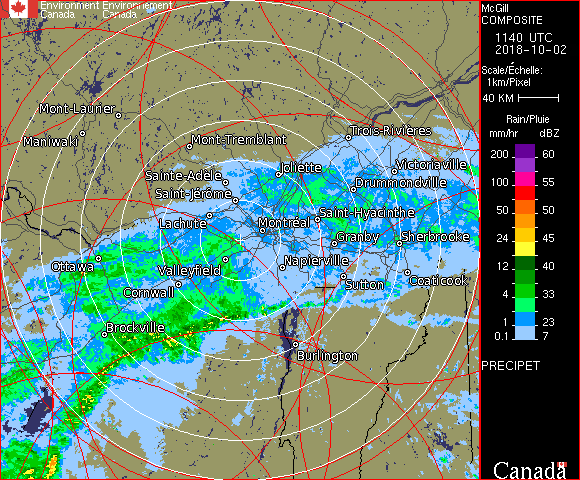 Environment Environnement
Canada Canada
McGill
COMPOSITE
1140 UTC
2018-10-02
Scale/Échelle:
1km/Pixel
40 KM
Rain/Pluie
mm/hr dBZ
200 60
100 55
50 50
24 45
12 40
4 33
1 23
0.1 7
PRECIPET
Canada
Mont-Laurier
Maniwaki
Mont-Tremblant
Trois-Rivières
Sainte-Adèle
Joliette
Victoriaville
Saint-Jérôme
Drummondville
Lachute
Montréal
Saint-Hyacinthe
Granby
Sherbrooke
Ottawa
Valleyfield
Napierville
Cornwall
Sutton
Coaticook
Brockville
Burlington